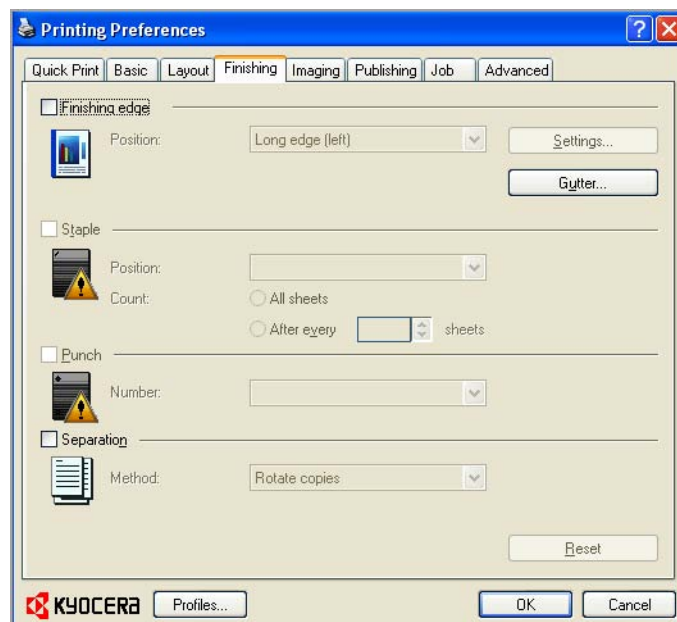 Printing Preferences
Quick Print Basic Layout Finishing Imaging Publishing Job Advanced
Finishing edge
Position: Long edge (left) Settings...
Gutter...
Staple
Position:
Count: All sheets
After every sheets
Punch
Number:
Separation
Method: Rotate copies
Reset
KYOCERA Profiles... OK Cancel